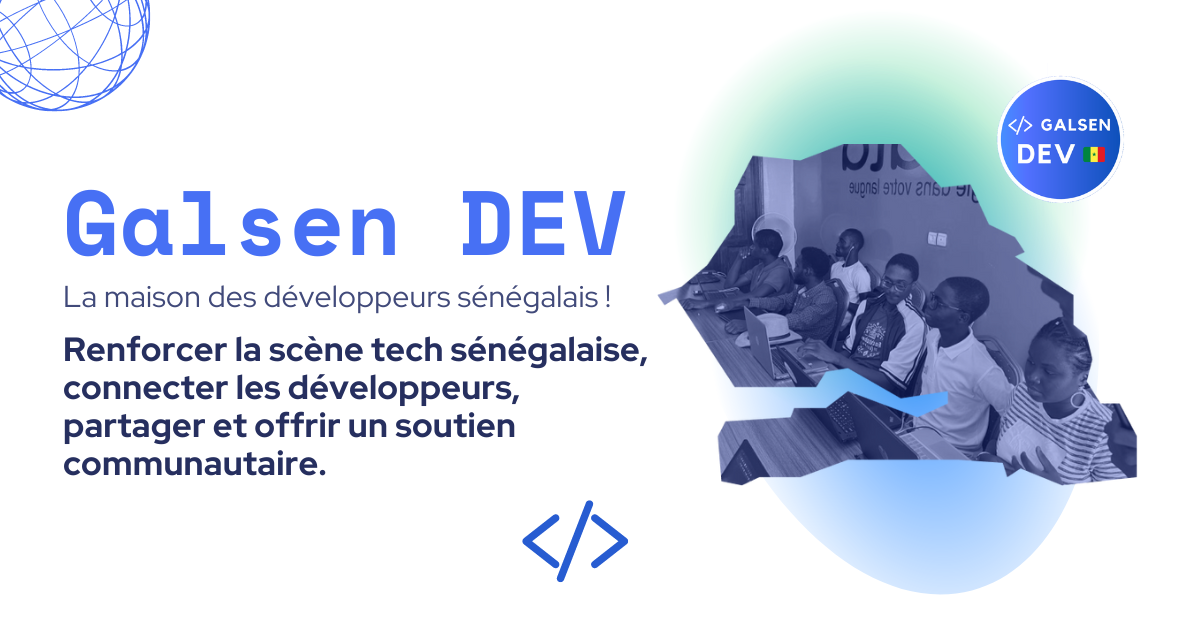 Galsen DEV
La maison des développeurs sénégalais !
Renforcer la scène tech sénégalaise,
connecter les développeurs,
partager et offrir un soutien
communautaire.
</>
</> GALSEN
DEV
dans votre langue